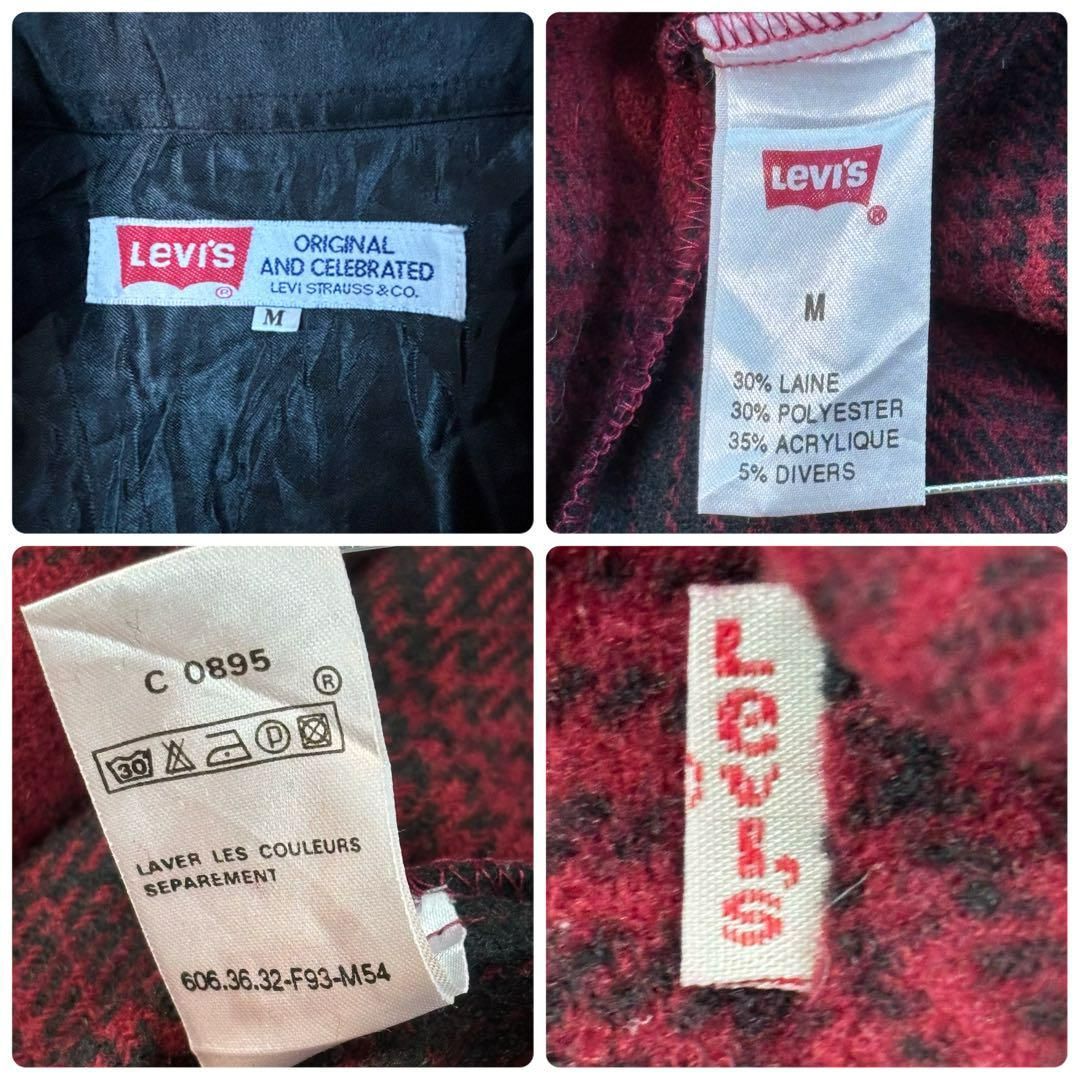 Levi's
®
ORIGINAL
AND CELEBRATED
LEVI STRAUSS & CO.
M
Levi's
®
M
30% LAINE
30% POLYESTER
35% ACRYLIQUE
5% DIVERS
C 0895
®
30 P
LAVER LES COULEURS
SEPAREMENT
606.36.32-F93-M54
Levi's